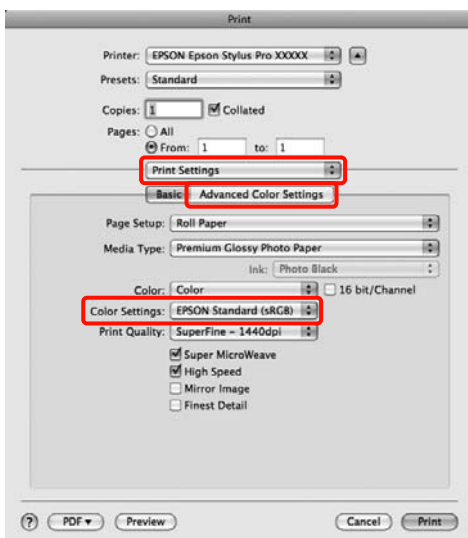 Print
Printer: EPSON Epson Stylus Pro XXXXX
Presets: Standard
Copies: 1 Collated
Pages: All
From: 1 to: 1
Print Settings
Basic Advanced Color Settings
Page Setup: Roll Paper
Media Type: Premium Glossy Photo Paper
Ink: Photo Black
Color: Color 16 bit/Channel
Color Settings: EPSON Standard (sRGB)
Print Quality: SuperFine - 1440dpi
Super MicroWeave
High Speed
Mirror Image
Finest Detail
? PDF Preview Cancel Print